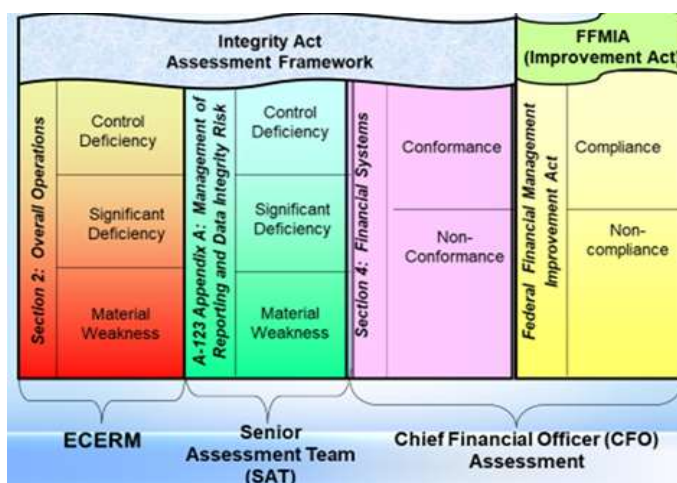 Integrity Act
Assessment Framework
FFMIA
(Improvement Act)
Section 2: Overall Operations
Control
Deficiency
Significant
Deficiency
Material
Weakness
A-123 Appendix A: Management of
Reporting and Data Integrity Risk
Control
Deficiency
Significant
Deficiency
Material
Weakness
Section 4: Financial Systems
Conformance
Non-
Conformance
Federal Financial Management
Improvement Act
Compliance
Non-
compliance
ECERM
Senior
Assessment Team
(SAT)
Chief Financial Officer (CFO)
Assessment